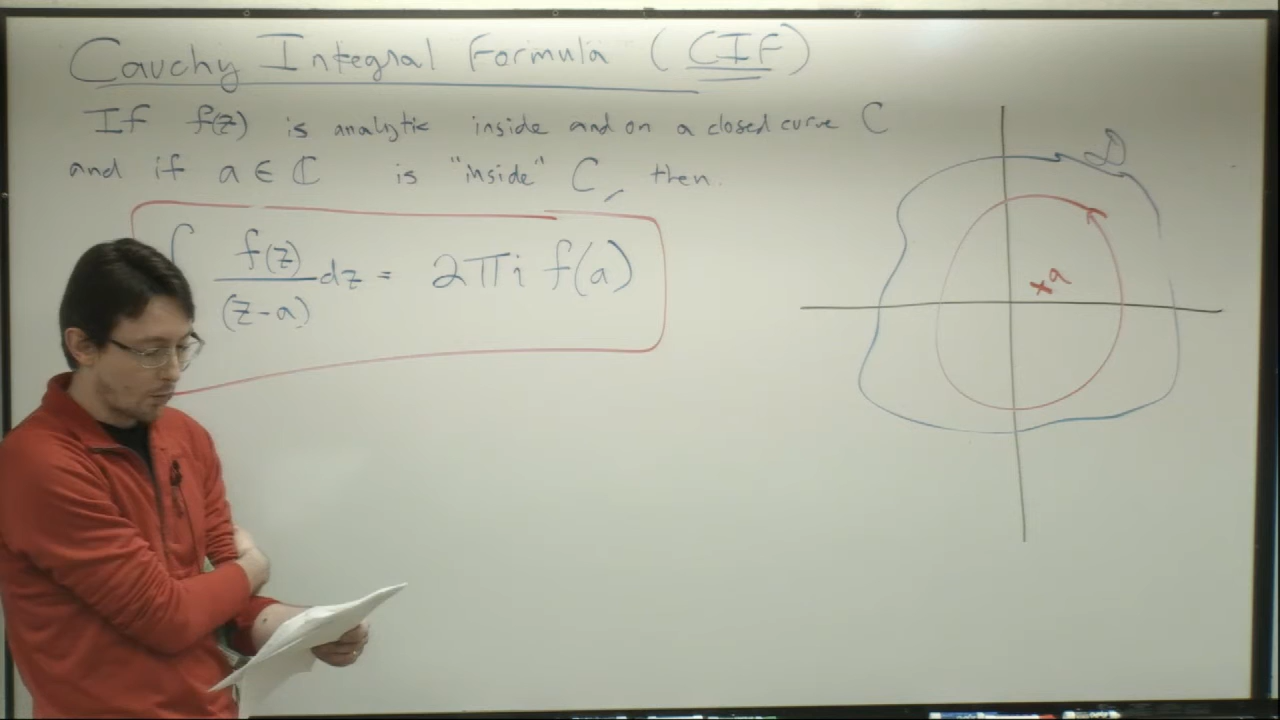 Cauchy Integral Formula (CIF)
If f(z) is analytic inside and on a closed curve C
and if a ∈ ℂ is "inside" C, then.
∫ f(z)/(z-a) dz = 2πi f(a)
D
a